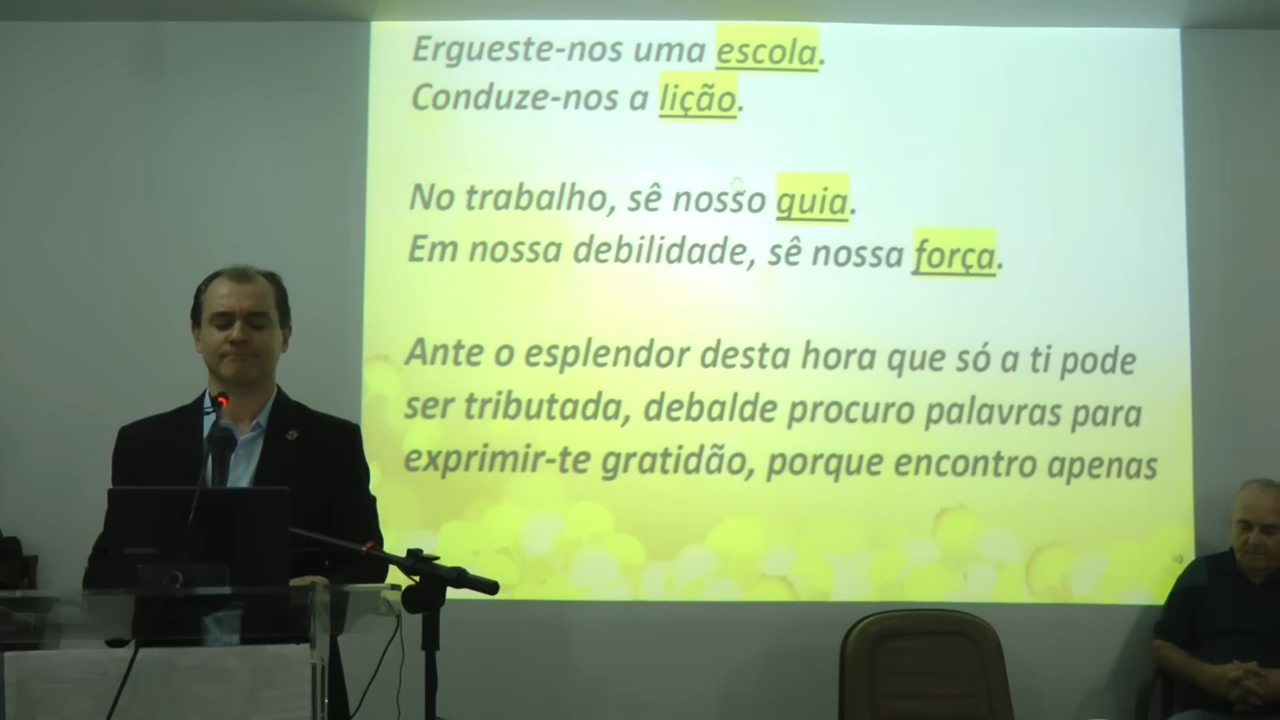 Ergueste-nos uma escola.
Conduze-nos a lição.
No trabalho, sê nosso guia.
Em nossa debilidade, sê nossa força.
Ante o esplendor desta hora que só a ti pode
ser tributada, debalde procuro palavras para
exprimir-te gratidão, porque encontro apenas